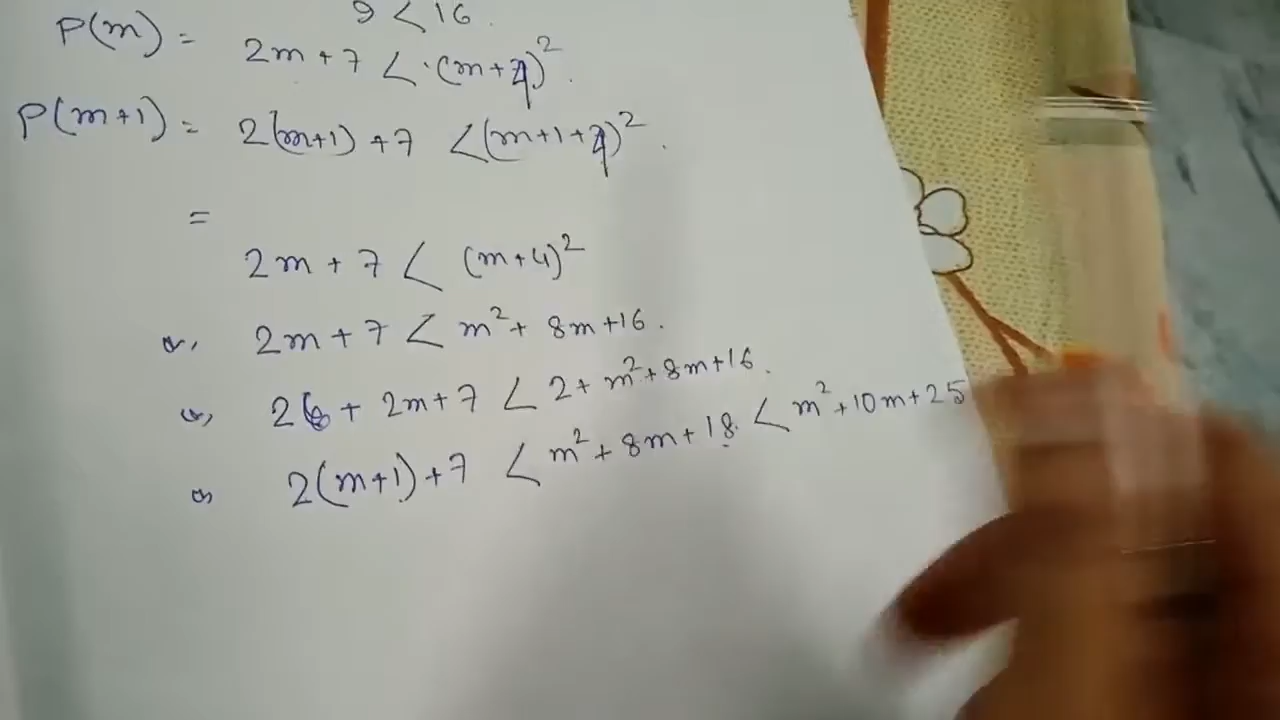 9 < 16.
P(m) = 2m + 7 < (m+4)².
P(m+1) = 2(m+1) + 7 < (m+1+4)².
=
2m + 7 < (m+4)²
or, 2m + 7 < m² + 8m + 16.
or, 2 + 2m + 7 < 2 + m² + 8m + 16.
or 2(m+1) + 7 < m² + 8m + 18. < m² + 10m + 25